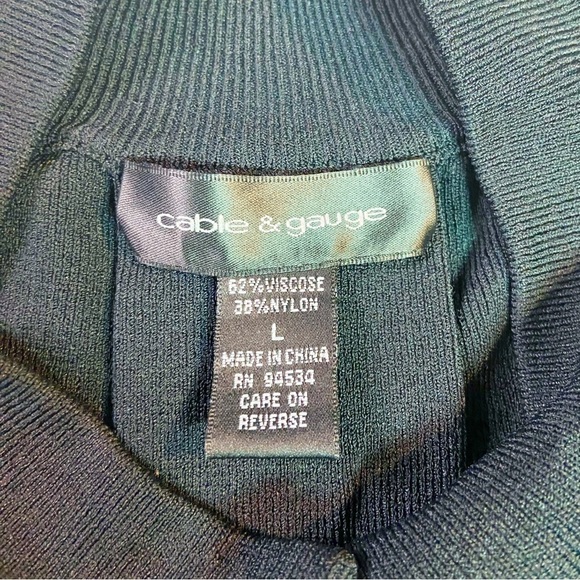 cable & gauge
62%VISCOSE
38%NYLON
L
MADE IN CHINA
RN 94534
CARE ON
REVERSE